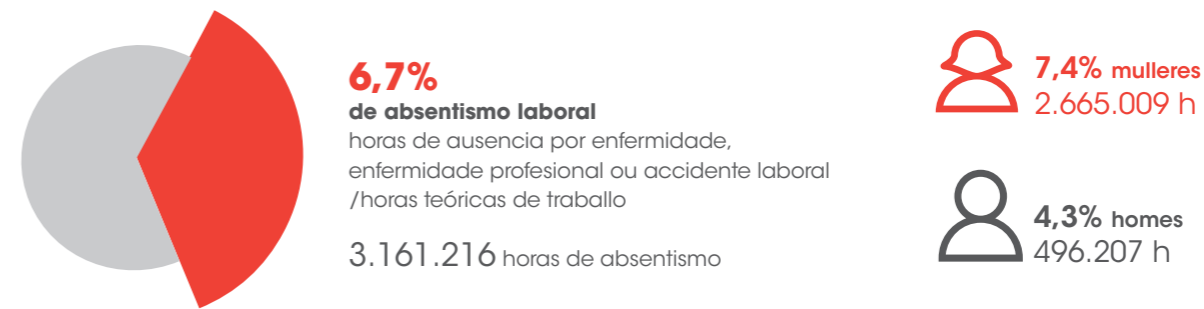 6,7%
de absentismo laboral
horas de ausencia por enfermidade,
enfermidade profesional ou accidente laboral
/horas teóricas de traballo
3.161.216 horas de absentismo
7,4% mulleres
2.665.009 h
4,3% homes
496.207 h